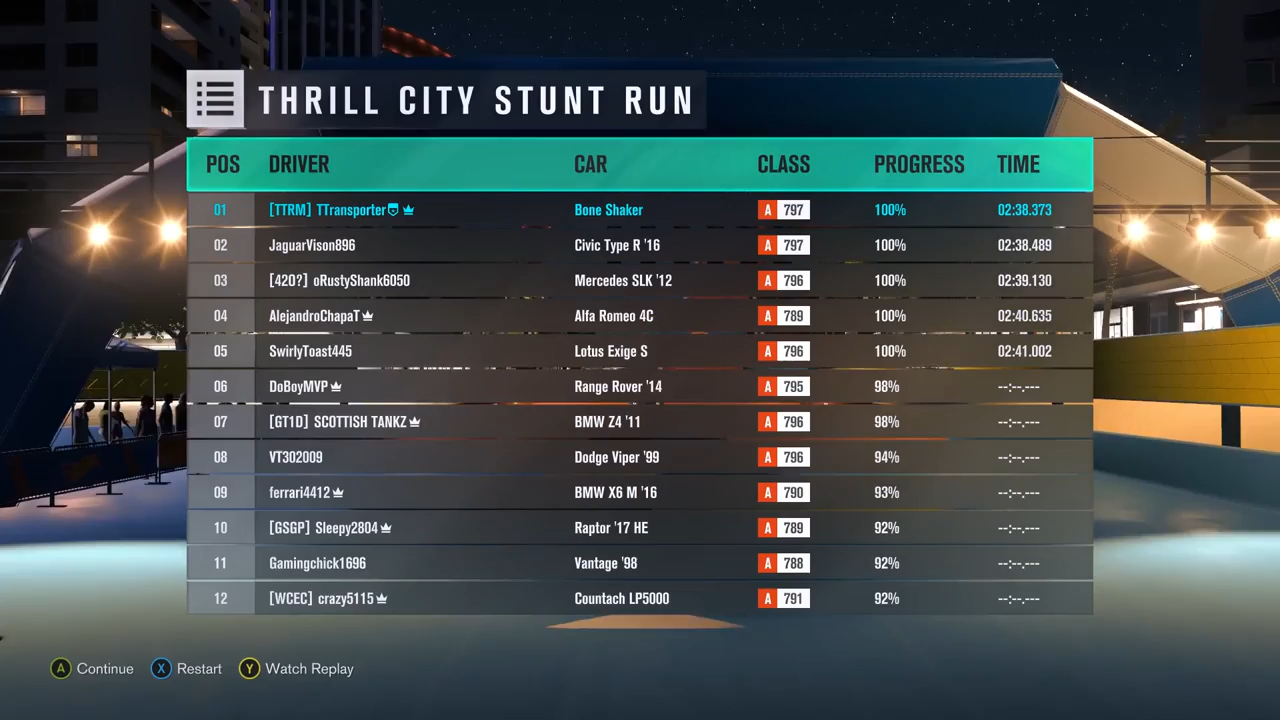 THRILL CITY STUNT RUN
POS DRIVER CAR CLASS PROGRESS TIME
01 [TTRM] TTransporter Bone Shaker A 797 100% 02:38.373
02 JaguarVison896 Civic Type R '16 A 797 100% 02:38.489
03 [420?] oRustyShank6050 Mercedes SLK '12 A 796 100% 02:39.130
04 AlejandroChapaT Alfa Romeo 4C A 789 100% 02:40.635
05 SwirlyToast445 Lotus Exige S A 796 100% 02:41.002
06 DoBoyMVP Range Rover '14 A 795 98% --:--.---
07 [GT1D] SCOTTISH TANKZ BMW Z4 '11 A 796 98% --:--.---
08 VT302009 Dodge Viper '99 A 796 94% --:--.---
09 ferrari4412 BMW X6 M '16 A 790 93% --:--.---
10 [GSGP] Sleepy2804 Raptor '17 HE A 789 92% --:--.---
11 Gamingchick1696 Vantage '98 A 788 92% --:--.---
12 [WCEC] crazy5115 Countach LP5000 A 791 92% --:--.---
A Continue X Restart Y Watch Replay